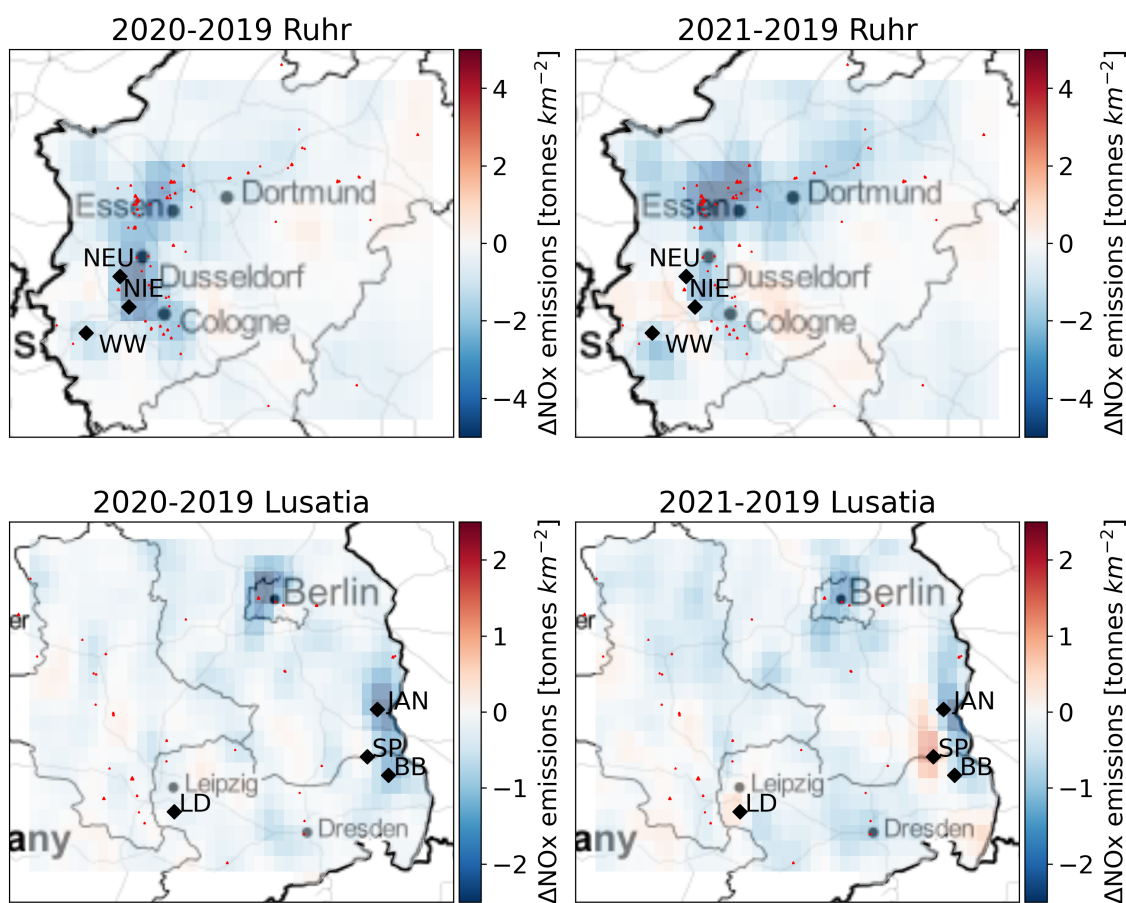 2020-2019 Ruhr
2021-2019 Ruhr
Essen
Dortmund
NEU
Dusseldorf
NIE
Cologne
WW
S
4
2
0
−2
−4
ΔNOx emissions [tonnes km⁻²]
Essen
Dortmund
NEU
Dusseldorf
NIE
Cologne
WW
S
4
2
0
−2
−4
ΔNOx emissions [tonnes km⁻²]
2020-2019 Lusatia
2021-2019 Lusatia
Berlin
er
JAN
SP
BB
Leipzig
LD
Dresden
any
2
1
0
−1
−2
ΔNOx emissions [tonnes km⁻²]
Berlin
er
JAN
SP
BB
Leipzig
LD
Dresden
any
2
1
0
−1
−2
ΔNOx emissions [tonnes km⁻²]